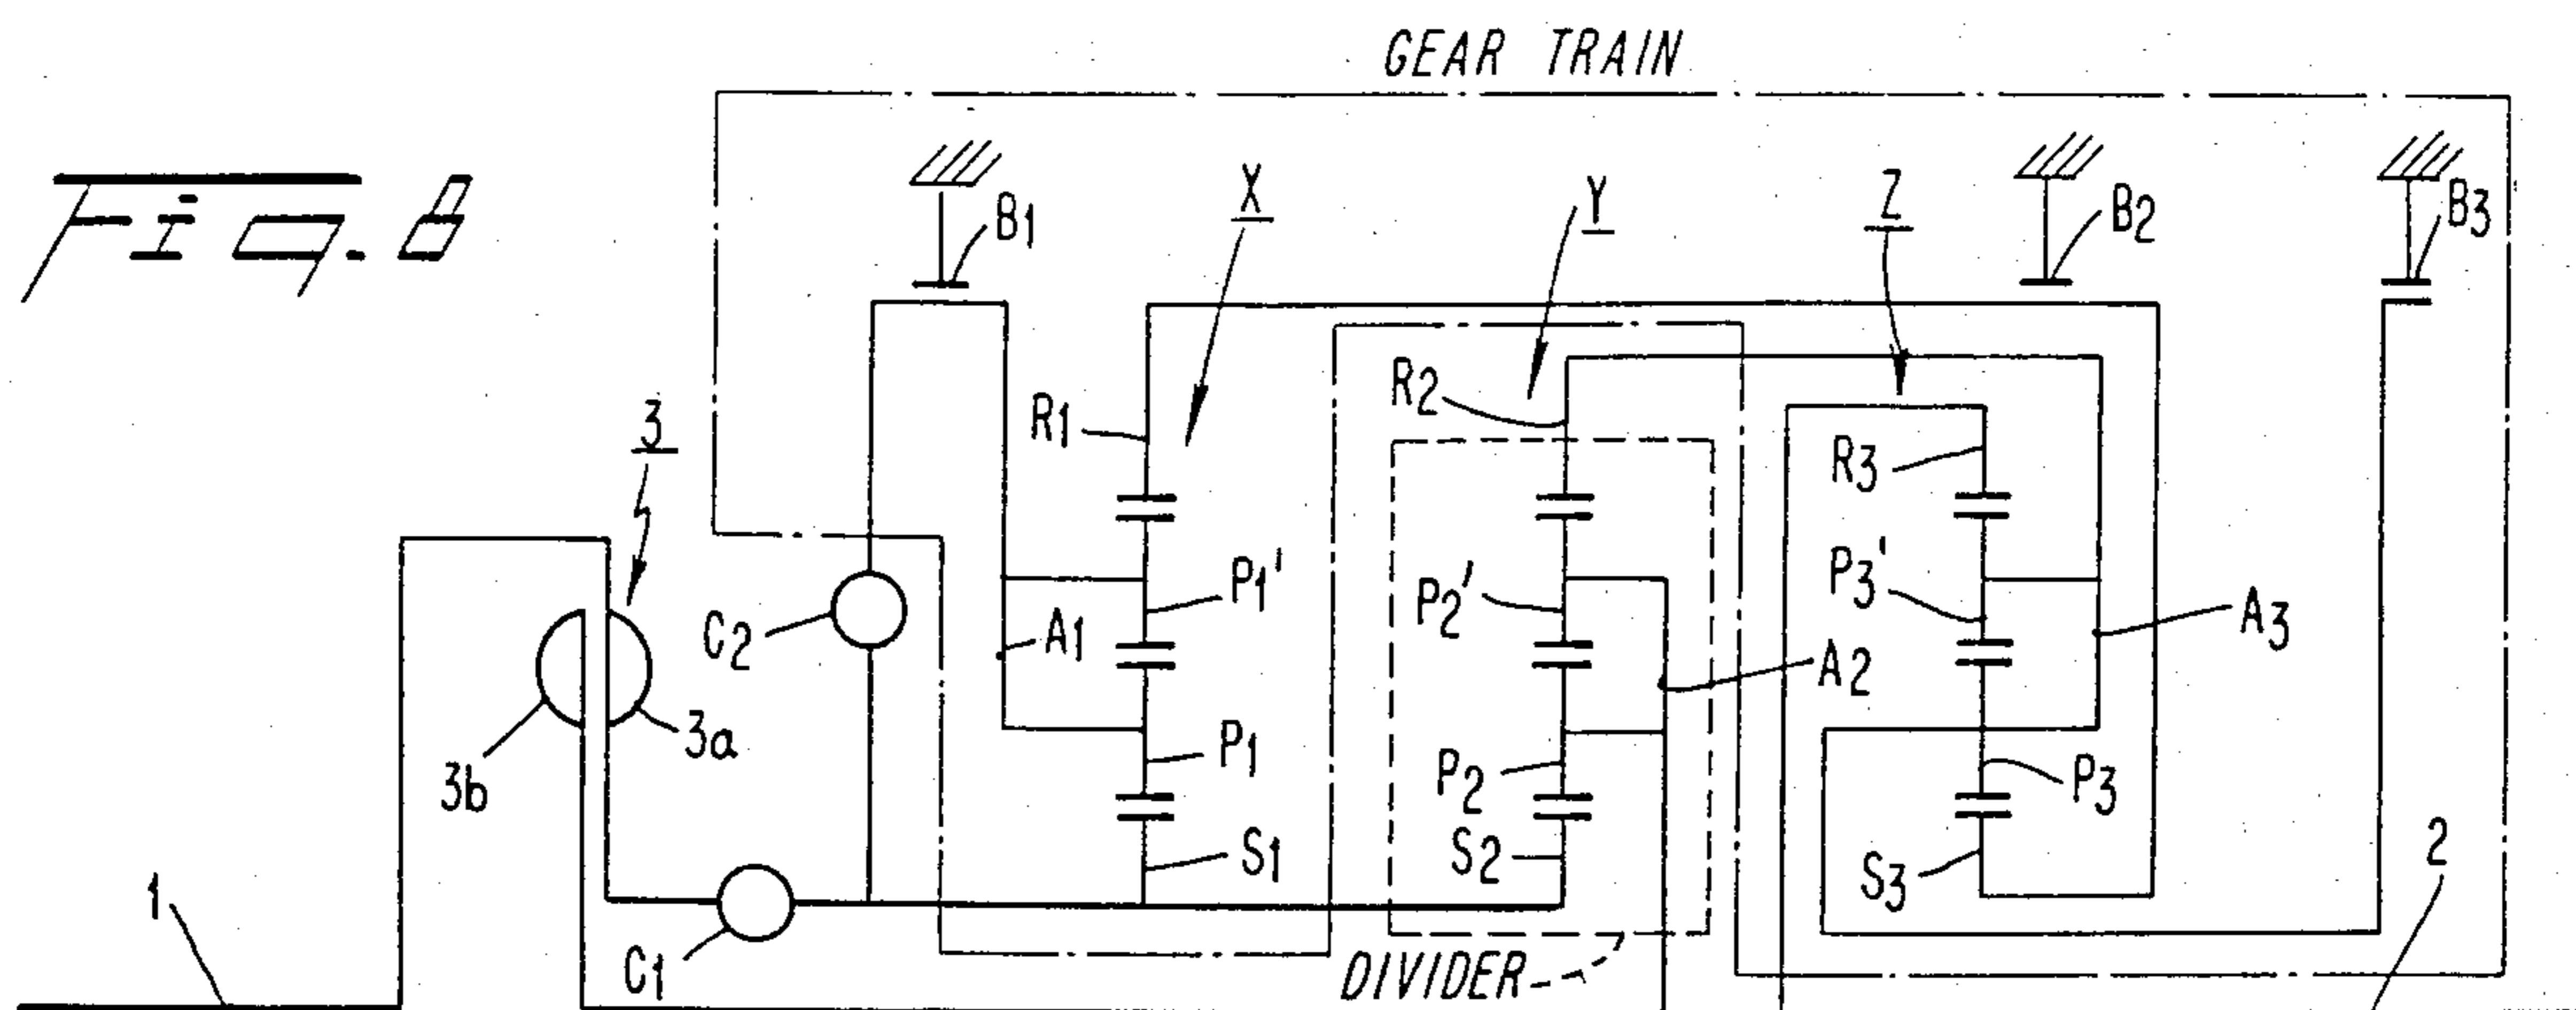 GEAR TRAIN
Fig. 8
B1
X
Y
Z
B2
B3
R1
R2
R3
3
C2
A1
P1'
P2'
P3'
A2
A3
3b
3a
P1
P2
P3
S1
S2
S3
2
1
C1
DIVIDER